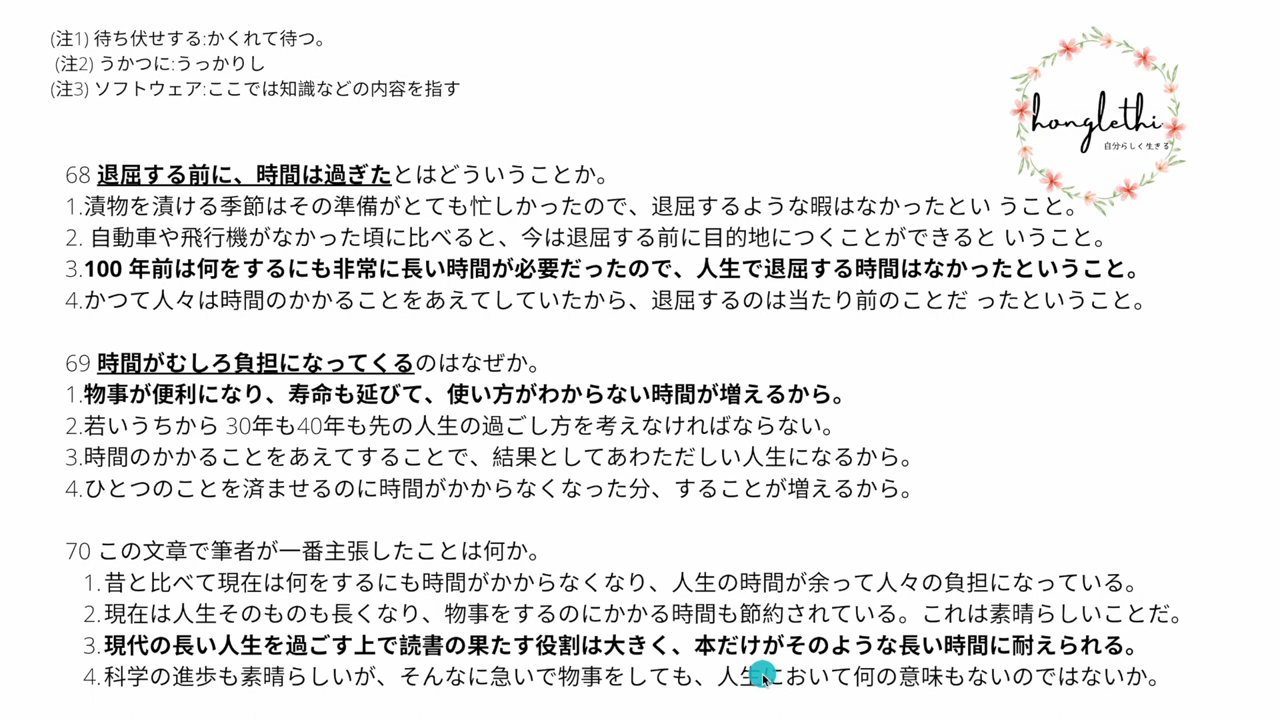 (注1) 待ち伏せする:かくれて待つ。
(注2) うかつに:うっかりし
(注3) ソフトウェア:ここでは知識などの内容を指す
honglethi
自分らしく生きる
68 退屈する前に、時間は過ぎたとはどういうことか。
1.漬物を漬ける季節はその準備がとても忙しかったので、退屈するような暇はなかったとい うこと。
2. 自動車や飛行機がなかった頃に比べると、今は退屈する前に目的地につくことができると いうこと。
3.100 年前は何をするにも非常に長い時間が必要だったので、人生で退屈する時間はなかったということ。
4.かつて人々は時間のかかることをあえてしていたから、退屈するのは当たり前のことだ ったということ。
69 時間がむしろ負担になってくるのはなぜか。
1.物事が便利になり、寿命も延びて、使い方がわからない時間が増えるから。
2.若いうちから 30年も40年も先の人生の過ごし方を考えなければならない。
3.時間のかかることをあえてすることで、結果としてあわただしい人生になるから。
4.ひとつのことを済ませるのに時間がかからなくなった分、することが増えるから。
70 この文章で筆者が一番主張したことは何か。
1. 昔と比べて現在は何をするにも時間がかからなくなり、人生の時間が余って人々の負担になっている。
2. 現在は人生そのものも長くなり、物事をするのにかかる時間も節約されている。これは素晴らしいことだ。
3. 現代の長い人生を過ごす上で読書の果たす役割は大きく、本だけがそのような長い時間に耐えられる。
4. 科学の進歩も素晴らしいが、そんなに急いで物事をしても、人生において何の意味もないのではないか。